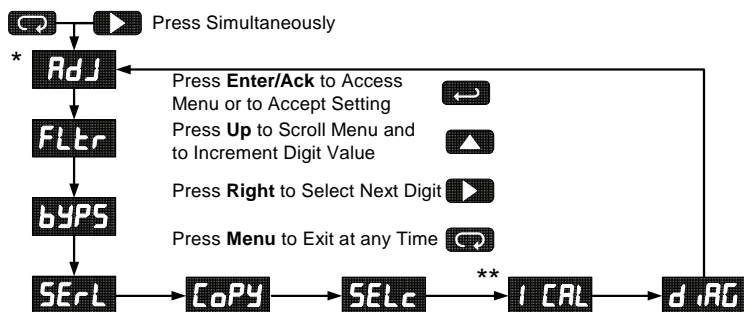 Press Simultaneously
*
AdJ
Press Enter/Ack to Access
Menu or to Accept Setting
FLtr
Press Up to Scroll Menu and
to Increment Digit Value
bYPS
Press Right to Select Next Digit
Press Menu to Exit at any Time
SErL
CoPY
SELc
**
I CAL
d iAG